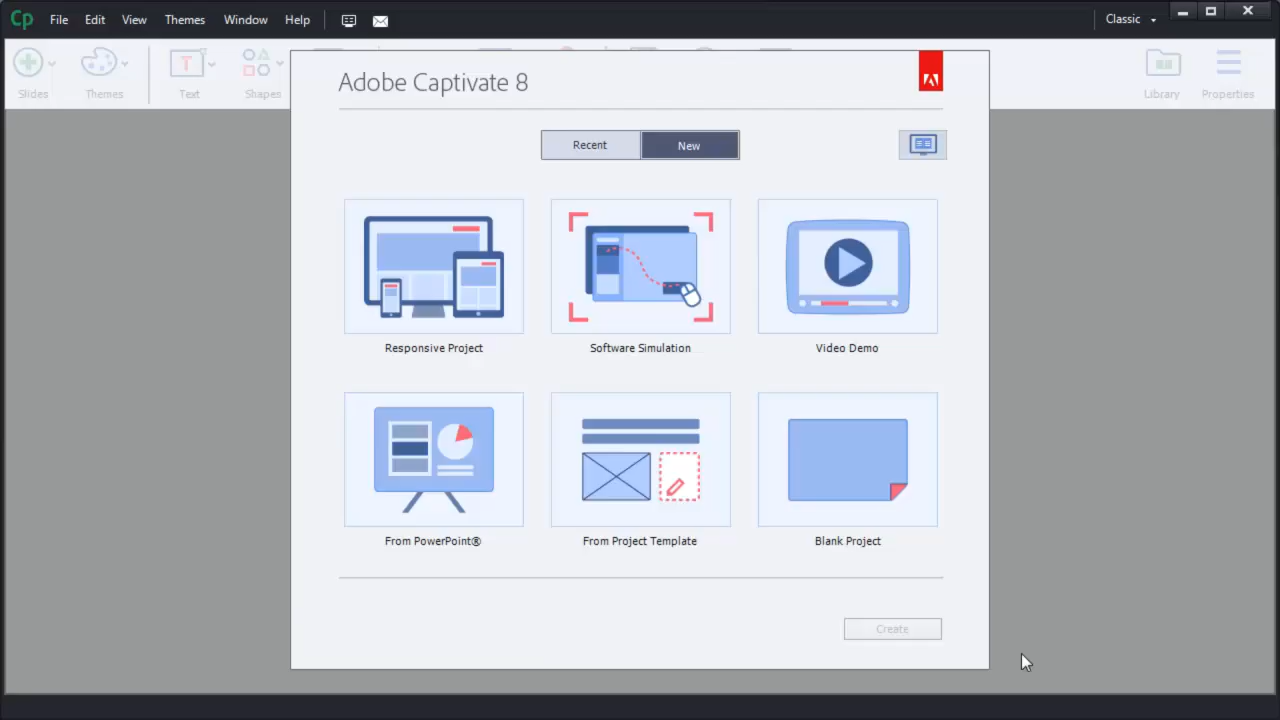 Cp File Edit View Themes Window Help Classic
Slides Themes Text Shapes Library Properties
Adobe Captivate 8
Recent New
Responsive Project Software Simulation Video Demo
From PowerPoint® From Project Template Blank Project
Create